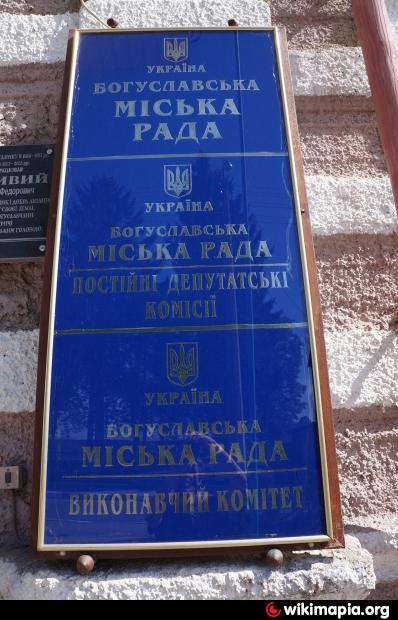 УКРАЇНА
БОГУСЛАВСЬКА
МІСЬКА
РАДА
УКРАЇНА
БОГУСЛАВСЬКА
МІСЬКА РАДА
ПОСТІЙНІ ДЕПУТАТСЬКІ
КОМІСІЇ
УКРАЇНА
БОГУСЛАВСЬКА
МІСЬКА РАДА
ВИКОНАВЧИЙ КОМІТЕТ
Федорович
wikimapia.org